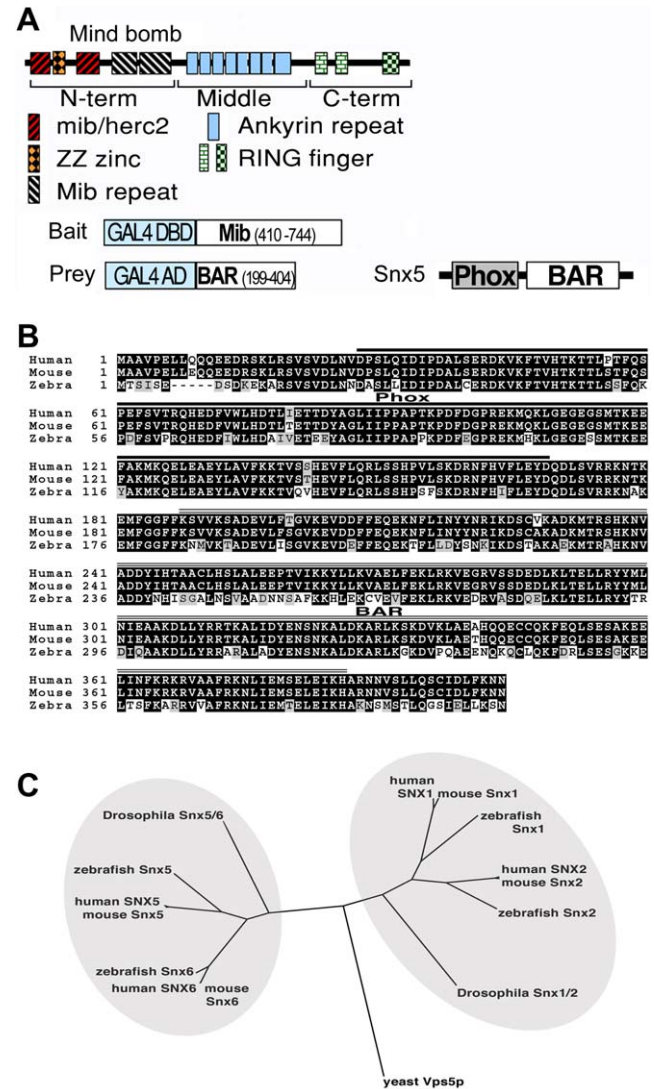 A
Mind bomb
N-term Middle C-term
mib/herc2 Ankyrin repeat
ZZ zinc RING finger
Mib repeat
Bait GAL4 DBD Mib (410-744)
Prey GAL4 AD BAR (199-404) Snx5 Phox BAR
B
Human 1 MAAVPELLQQQEEDRSKLRSVSVDLNVDPSLQIDIPDALSERDKVKFTVHTKTTLPTFQS
Mouse 1 MAAVPELLEQQEEDRSKLRSVSVDLNVDPSLQIDIPDALSERDKVKFTVHTKTTLSTFQS
Zebra 1 MTSISE-----DSDKEKARSVSVDLNNDASLLIDIPDALCERDKVKFTVHTKTTLSSFQK
Phox
Human 61 PEFSVTRQHEDFVWLHDTLIETTDYAGLIIPPAPTKPDFDGPREKMQKLGEGEGSMTKEE
Mouse 61 PEFSVTRQHEDFVWLHDTLTETTDYAGLIIPPAPTKPDFDGPREKMQKLGEGEGSMTKEE
Zebra 56 PDFSVPRQHEDFIWLHDAIVETEEYAGLIIPPAPPKPDFEGPREKMHKLGEGESSMTKEE
Human 121 FAKMKQELEAEYLAVFKKTVSSHEVFLQRLSSHPVLSKDRNFHVFLEYDQDLSVRRKNTK
Mouse 121 FAKMKQELEAEYLAVFKKTVSTHEVFLQRLSSHPVLSKDRNFHVFLEYDQDLSVRRKNTK
Zebra 116 YAKMKQELEAEYLAVFKKTVQVHEVFLQRLSSHPSFSKDRNFHIFLEYDQDLSVRRKNAK
Human 181 EMFGGFFKSVVKSADEVLFTGVKEVDDFFEQEKNFLINYYNRIKDSCVKADKMTRSHKNV
Mouse 181 EMFGGFFKSVVKSADEVLFSGVKEVDDFFEQEKNFLINYYNRIKDSCAKADKMTRSHKNV
Zebra 176 EMFGGFFKNMVKTADEVLISGVKEVDEFFEQEKTFLLDYSNKIKDSTAKAEKMTRAHKNV
Human 241 ADDYIHTAACLHSLALEEPTVIKKYLLKVAELFEKLRKVEGRVSSDEDLKLTELLRYYML
Mouse 241 ADDYIHTAACLHSLALEEPTVIKKYLLKVAELFEKLRKVEGRVSSDEDLKLTELLRYYML
Zebra 236 ADDYNHISGALNSVAAADNNSAFKKHLEKCVEVFEKLRKVEDRVASDQELKLTELLRYYTR
BAR
Human 301 NIEAAKDLLYRRTKALIDYENSNKALDKARLKSKDVKLAEAHQQECCQKFEQLSESAKEE
Mouse 301 NIEAAKDLLYRRTKALIDYENSNKALDKARLKSKDVKLAETHQQECCQKFEQLSESAKEE
Zebra 296 DIQAAKDLLYRRARALADYENSNKALDKARLKGKDVPQAEENQKQCLQKFDRLSESGKKE
Human 361 LINFKRKRVAAFRKNLIEMSELEIKHARNNVSLLQSCIDLFKNN
Mouse 361 LINFKRKRVAAFRKNLIEMSELEIKHARNNVSLLQSCIDLFKNN
Zebra 356 LTSFKARRVVAFRKNLIEMTELEIKHAKNSMSTLQGSIELLKSN
C
Drosophila Snx5/6
zebrafish Snx5
human SNX5
mouse Snx5
zebrafish Snx6
human SNX6 mouse
Snx6
human
SNX1 mouse Snx1
zebrafish
Snx1
human SNX2
mouse Snx2
zebrafish Snx2
Drosophila Snx1/2
yeast Vps5p